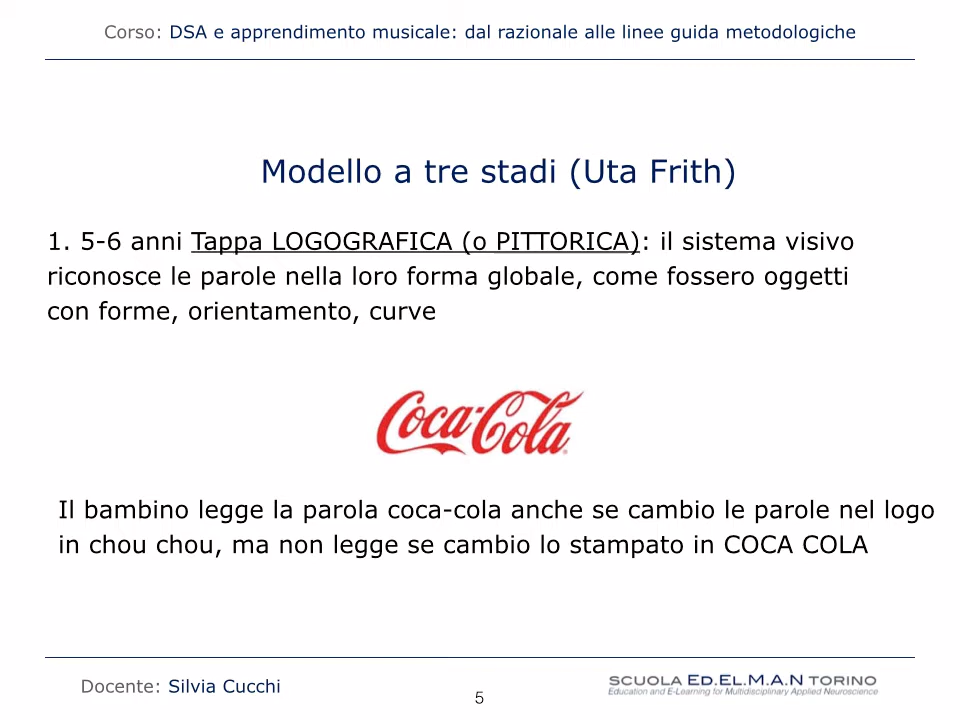 Corso: DSA e apprendimento musicale: dal razionale alle linee guida metodologiche
Modello a tre stadi (Uta Frith)
1. 5-6 anni Tappa LOGOGRAFICA (o PITTORICA): il sistema visivo
riconosce le parole nella loro forma globale, come fossero oggetti
con forme, orientamento, curve
Coca-Cola
Il bambino legge la parola coca-cola anche se cambio le parole nel logo
in chou chou, ma non legge se cambio lo stampato in COCA COLA
Docente: Silvia Cucchi
5
SCUOLA ED.EL.M.A.N TORINO
Education and E-Learning for Multidisciplinary Applied Neuroscience